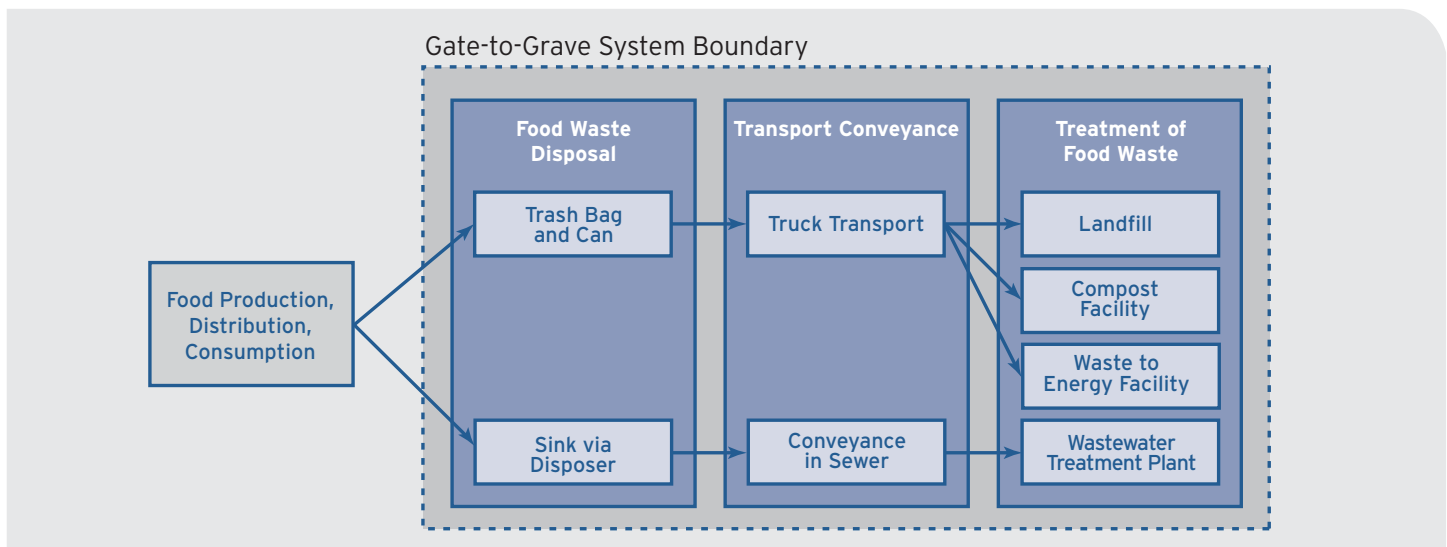 Gate-to-Grave System Boundary
Food Waste
Disposal
Transport Conveyance
Treatment of
Food Waste
Trash Bag
and Can
Truck Transport
Landfill
Compost
Facility
Food Production,
Distribution,
Consumption
Waste to
Energy Facility
Sink via
Disposer
Conveyance
in Sewer
Wastewater
Treatment Plant